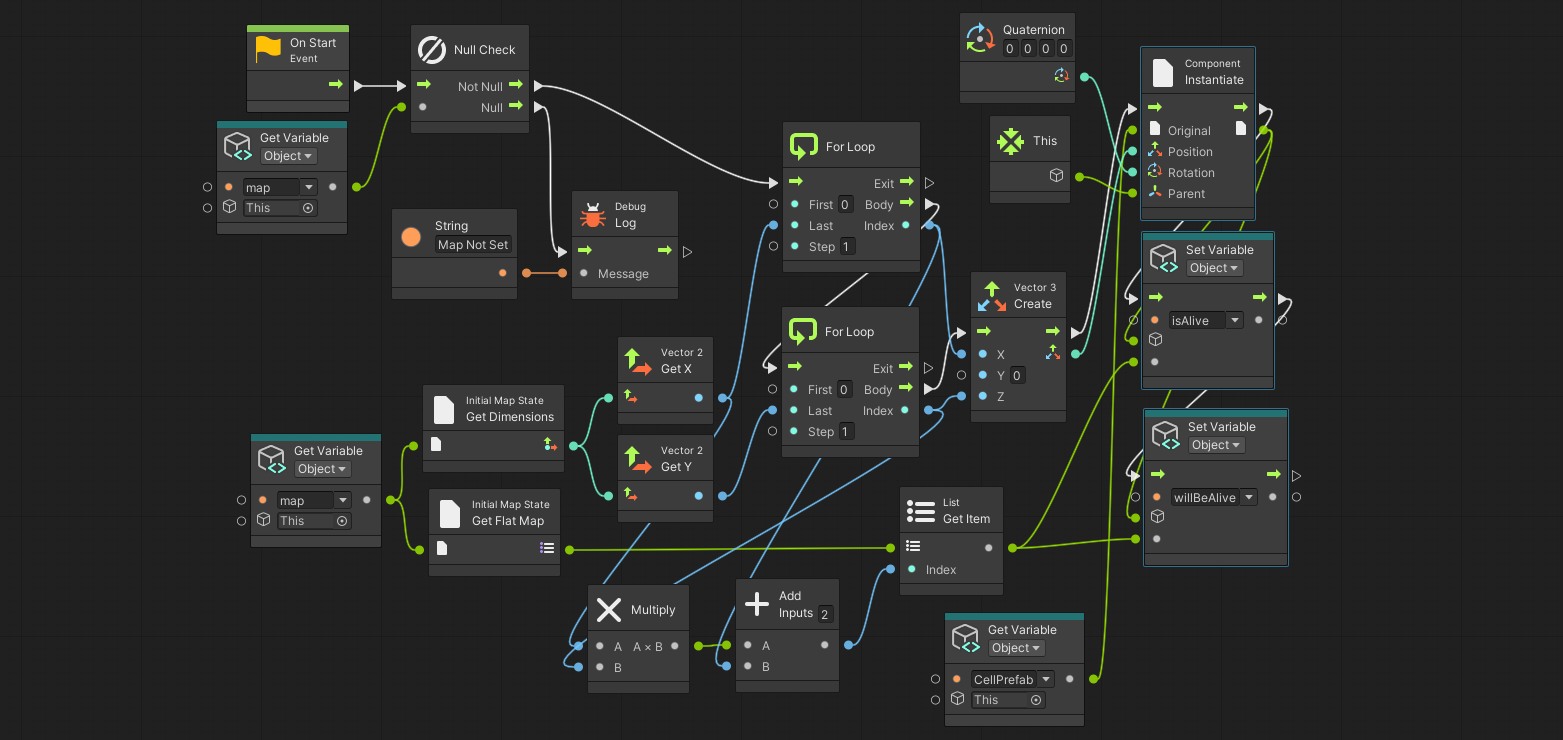 On Start
Event
Null Check
Not Null
Null
Get Variable
Object
map
This
String
Map Not Set
Debug
Log
Message
For Loop
Exit
First 0 Body
Last Index
Step 1
For Loop
Exit
First 0 Body
Last Index
Step 1
Quaternion
0 0 0 0
This
Component
Instantiate
Original
Position
Rotation
Parent
Set Variable
Object
isAlive
Set Variable
Object
willBeAlive
Vector 3
Create
X
Y 0
Z
Vector 2
Get X
Vector 2
Get Y
Initial Map State
Get Dimensions
Get Variable
Object
map
This
Initial Map State
Get Flat Map
List
Get Item
Index
Multiply
A A × B
B
Add
Inputs 2
A
B
Get Variable
Object
CellPrefab
This